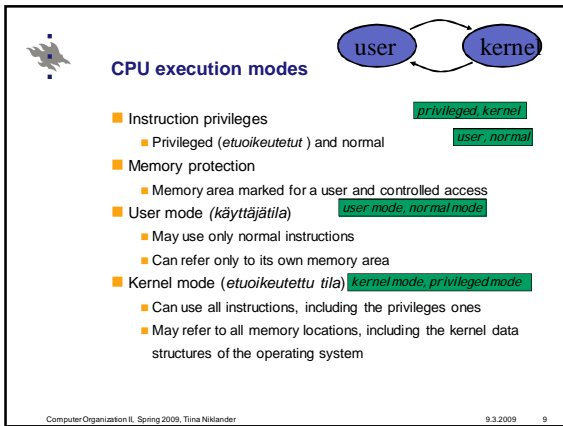 user kernel
CPU execution modes
privileged, kernel
Instruction privileges
Privileged (etuoikeutetut ) and normal
user, normal
Memory protection
Memory area marked for a user and controlled access
User mode (käyttäjätila)
user mode, normal mode
May use only normal instructions
Can refer only to its own memory area
Kernel mode (etuoikeutettu tila)
kernel mode, privileged mode
Can use all instructions, including the privileges ones
May refer to all memory locations, including the kernel data
structures of the operating system
Computer Organization II, Spring 2009, Tiina Niklander 9.3.2009 9